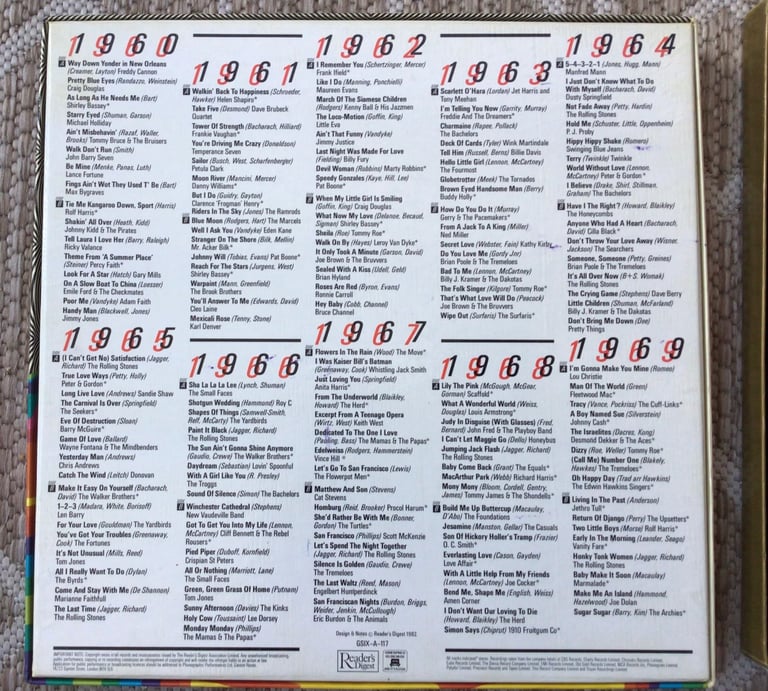 1960
A Way Down Yonder in New Orleans
(Creamer, Layton) Freddy Cannon
Pretty Blue Eyes (Randazzo, Weinstein)
Craig Douglas
As Long As He Needs Me (Bart)
Shirley Bassey*
Starry Eyed (Shuman, Garson)
Michael Holliday
Ain't Misbehavin' (Razaf, Waller,
Brooks) Tommy Bruce & the Bruisers
Walk Don't Run (Smith)
John Barry Seven
Be Mine (Menke, Panas, Luth)
Lance Fortune
Fings Ain't Wot They Used T' Be (Bart)
Max Bygraves
B Tie Me Kangaroo Down, Sport (Harris)
Rolf Harris*
Shakin' All Over (Heath, Kidd)
Johnny Kidd & the Pirates
Tell Laura I Love Her (Barry, Raleigh)
Ricky Valance
Theme From 'A Summer Place'
(Steiner) Percy Faith*
Look For a Star (Hatch) Gary Mills
On A Slow Boat To China (Loesser)
Emile Ford & the Checkmates
Poor Me (Vandyke) Adam Faith
Handy Man (Blackwell, Jones)
Jimmy Jones
1961
A Walkin' Back To Happiness (Schroeder,
Hawker) Helen Shapiro*
Take Five (Desmond) Dave Brubeck
Quartet
Tower Of Strength (Bacharach, Hilliard)
Frankie Vaughan*
You're Driving Me Crazy (Donaldson)
Temperance Seven
Sailor (Busch, West, Scharfenberger)
Petula Clark
Moon River (Mancini, Mercer)
Danny Williams*
But I Do (Guidry, Gayton)
Clarence 'Frogman' Henry*
Riders In The Sky (Jones) The Ramrods
B Blue Moon (Rodgers, Hart) The Marcels
Well I Ask You (Vandyke) Eden Kane
Stranger On The Shore (Bilk, Mellin)
Mr. Acker Bilk*
Johnny Will (Tobias, Evans) Pat Boone*
Reach For The Stars (Jurgens, West)
Shirley Bassey*
Warpaint (Mann, Greenfield)
The Brook Brothers
You'll Answer To Me (Edwards, David)
Cleo Laine
Mexicali Rose (Tenny, Stone)
Karl Denver
1962
A I Remember You (Schertzinger, Mercer)
Frank Ifield*
Like I Do (Manning, Ponchielli)
Maureen Evans
March Of The Siamese Children
(Rodgers) Kenny Ball & His Jazzmen
The Loco-Motion (Goffin, King)
Little Eva
Ain't That Funny (Vandyke)
Jimmy Justice
Last Night Was Made For Love
(Fielding) Billy Fury
Devil Woman (Robbins) Marty Robbins*
Speedy Gonzales (Kaye, Hill, Lee)
Pat Boone*
B When My Little Girl Is Smiling
(Goffin, King) Craig Douglas
What Now My Love (Delanoe, Becaud,
Sigman) Shirley Bassey*
Sheila (Roe) Tommy Roe*
Walk On By (Hayes) Leroy Van Dyke*
It Only Took A Minute (Garson, David)
Joe Brown & the Bruvvers
Sealed With A Kiss (Udell, Geld)
Brian Hyland
Roses Are Red (Byron, Evans)
Ronnie Carroll
Hey Baby (Cobb, Channel)
Bruce Channel
1963
A Scarlett O'Hara (Lordan) Jet Harris and
Tony Meehan
I'm Telling You Now (Garrity, Murray)
Freddie And The Dreamers*
Charmaine (Rapee, Pollack)
The Bachelors
Deck Of Cards (Tyler) Wink Martindale
Tell Him (Russell, Berns) Billie Davis
Hello Little Girl (Lennon, McCartney)
The Fourmost
Globetrotter (Meek) The Tornados
Brown Eyed Handsome Man (Berry)
Buddy Holly*
B How Do You Do It (Murray)
Gerry & The Pacemakers*
From A Jack To A King (Miller)
Ned Miller
Secret Love (Webster, Fain) Kathy Kirby
Do You Love Me (Gordy Jnr)
Brian Poole & the Tremeloes
Bad To Me (Lennon, McCartney)
Billy J. Kramer & the Dakotas
The Folk Singer (Kilgore) Tommy Roe*
That's What Love Will Do (Peacock)
Joe Brown & the Bruvvers
Wipe Out (Surfaris) The Surfaris*
1964
A 5-4-3-2-1 (Jones, Hugg, Mann)
Manfred Mann
I Just Don't Know What To Do
With Myself (Bacharach, David)
Dusty Springfield
Not Fade Away (Petty, Hardin)
The Rolling Stones
Hold Me (Schuster, Little, Oppenheim)
P. J. Proby
Hippy Hippy Shake (Romero)
Swinging Blue Jeans
Terry (Twinkle) Twinkle
World Without Love (Lennon,
McCartney) Peter & Gordon*
I Believe (Drake, Shirl, Stillman,
Graham) The Bachelors
B Have I The Right? (Howard, Blaikley)
The Honeycombs
Anyone Who Had A Heart (Bacharach,
David) Cilla Black*
Don't Throw Your Love Away (Wisner,
Jackson) The Searchers
Someone, Someone (Petty, Greines)
Brian Poole & the Tremeloes
It's All Over Now (B+S. Womak)
The Rolling Stones
The Crying Game (Stephens) Dave Berry
Little Children (Shuman, McFarland)
Billy J. Kramer & the Dakotas
Don't Bring Me Down (Dee)
Pretty Things
1965
A (I Can't Get No) Satisfaction (Jagger,
Richard) The Rolling Stones
True Love Ways (Petty, Holly)
Peter & Gordon*
Long Live Love (Andrews) Sandie Shaw
The Carnival Is Over (Springfield)
The Seekers*
Eve Of Destruction (Sloan)
Barry McGuire*
Game Of Love (Ballard)
Wayne Fontana & the Mindbenders
Yesterday Man (Andrews)
Chris Andrews
Catch The Wind (Leitch) Donovan
B Make It Easy On Yourself (Bacharach,
David) The Walker Brothers*
1-2-3 (Madara, White, Borisoff)
Len Barry
For Your Love (Gouldman) The Yardbirds
You've Got Your Troubles (Greenaway,
Cook) The Fortunes
It's Not Unusual (Mills, Reed)
Tom Jones
All I Really Want To Do (Dylan)
The Byrds*
Come And Stay With Me (De Shannon)
Marianne Faithfull
The Last Time (Jagger, Richard)
The Rolling Stones
1966
A Sha La La La Lee (Lynch, Shuman)
The Small Faces
Shotgun Wedding (Hammond) Roy C
Shapes Of Things (Samwell-Smith,
Relf, McCarty) The Yardbirds
Paint It Black (Jagger, Richard)
The Rolling Stones
The Sun Ain't Gonna Shine Anymore
(Gaudio, Crewe) The Walker Brothers*
Daydream (Sebastian) Lovin' Spoonful
With A Girl Like You (R. Presley)
The Troggs
Sound Of Silence (Simon) The Bachelors
B Winchester Cathedral (Stephens)
New Vaudeville Band
Got To Get You Into My Life (Lennon,
McCartney) Cliff Bennett & the Rebel
Rousers*
Pied Piper (Duboff, Kornfield)
Crispian St Peters
All Or Nothing (Marriott, Lane)
The Small Faces
Green, Green Grass Of Home (Putnam)
Tom Jones
Sunny Afternoon (Davies) The Kinks
Holy Cow (Toussaint) Lee Dorsey
Monday Monday (Phillips)
The Mamas & The Papas*
1967
A Flowers In The Rain (Wood) The Move*
I Was Kaiser Bill's Batman
(Greenaway, Cook) Whistling Jack Smith
Just Loving You (Springfield)
Anita Harris*
From The Underworld (Blaikley,
Howard) The Herd*
Excerpt From A Teenage Opera
(Wirtz, West) Keith West
Dedicated To The One I Love
(Pauling, Bass) The Mamas & The Papas*
Edelweiss (Rodgers, Hammerstein)
Vince Hill*
Let's Go To San Francisco (Lewis)
The Flowerpot Men*
B Matthew And Son (Stevens)
Cat Stevens
Homburg (Reid, Brooker) Procol Harum*
She'd Rather Be With Me (Bonner,
Gordon) The Turtles*
San Francisco (Phillips) Scott McKenzie
Let's Spend The Night Together
(Jagger, Richard) The Rolling Stones
Silence Is Golden (Gaudio, Crewe)
The Tremeloes
The Last Waltz (Reed, Mason)
Engelbert Humperdinck
San Franciscan Nights (Burdon, Briggs,
Weider, Jenkin, McCullough)
Eric Burdon & The Animals
1968
A Lily The Pink (McGough, McGear,
Gorman) Scaffold*
What A Wonderful World (Weiss,
Douglas) Louis Armstrong*
Judy In Disguise (With Glasses) (Fred,
Bernard) John Fred & the Playboy Band
I Can't Let Maggie Go (Dello) Honeybus
Jumping Jack Flash (Jagger, Richard)
The Rolling Stones
Baby Come Back (Grant) The Equals*
MacArthur Park (Webb) Richard Harris*
Mony Mony (Bloom, Cordell, Gentry,
James) Tommy James & The Shondells*
B Build Me Up Buttercup (Macaulay,
D'Abo) The Foundations
Jesamine (Manston, Gellar) The Casuals
Son Of Hickory Holler's Tramp (Frazier)
O. C. Smith*
Everlasting Love (Cason, Gayden)
Love Affair*
With A Little Help From My Friends
(Lennon, McCartney) Joe Cocker*
Bend Me, Shape Me (English, Weiss)
Amen Corner
I Don't Want Our Loving To Die
(Howard, Blaikley) The Herd
Simon Says (Chiprut) 1910 Fruitgum Co*
1969
A I'm Gonna Make You Mine (Romeo)
Lou Christie
Man Of The World (Green)
Fleetwood Mac*
Tracy (Vance, Pockriss) The Cuff-Links*
A Boy Named Sue (Silverstein)
Johnny Cash*
The Israelites (Dacres, Kong)
Desmond Dekker & The Aces*
Dizzy (Roe, Weller) Tommy Roe*
(Call Me) Number One (Blakely,
Hawkes) The Tremeloes*
Oh Happy Day (Trad arr Hawkins)
The Edwin Hawkins Singers*
B Living In The Past (Anderson)
Jethro Tull*
Return Of Django (Perry) The Upsetters*
Two Little Boys (Morse) Rolf Harris*
Early In The Morning (Leander, Seago)
Vanity Fare*
Honky Tonk Women (Jagger, Richard)
The Rolling Stones
Baby Make It Soon (Macaulay)
Marmalade*
Make Me An Island (Hammond,
Hazelwood) Joe Dolan
Sugar Sugar (Barry, Kim) The Archies*
Design & Notes © Reader's Digest 1982
GSIX-A-117
Reader's
Digest